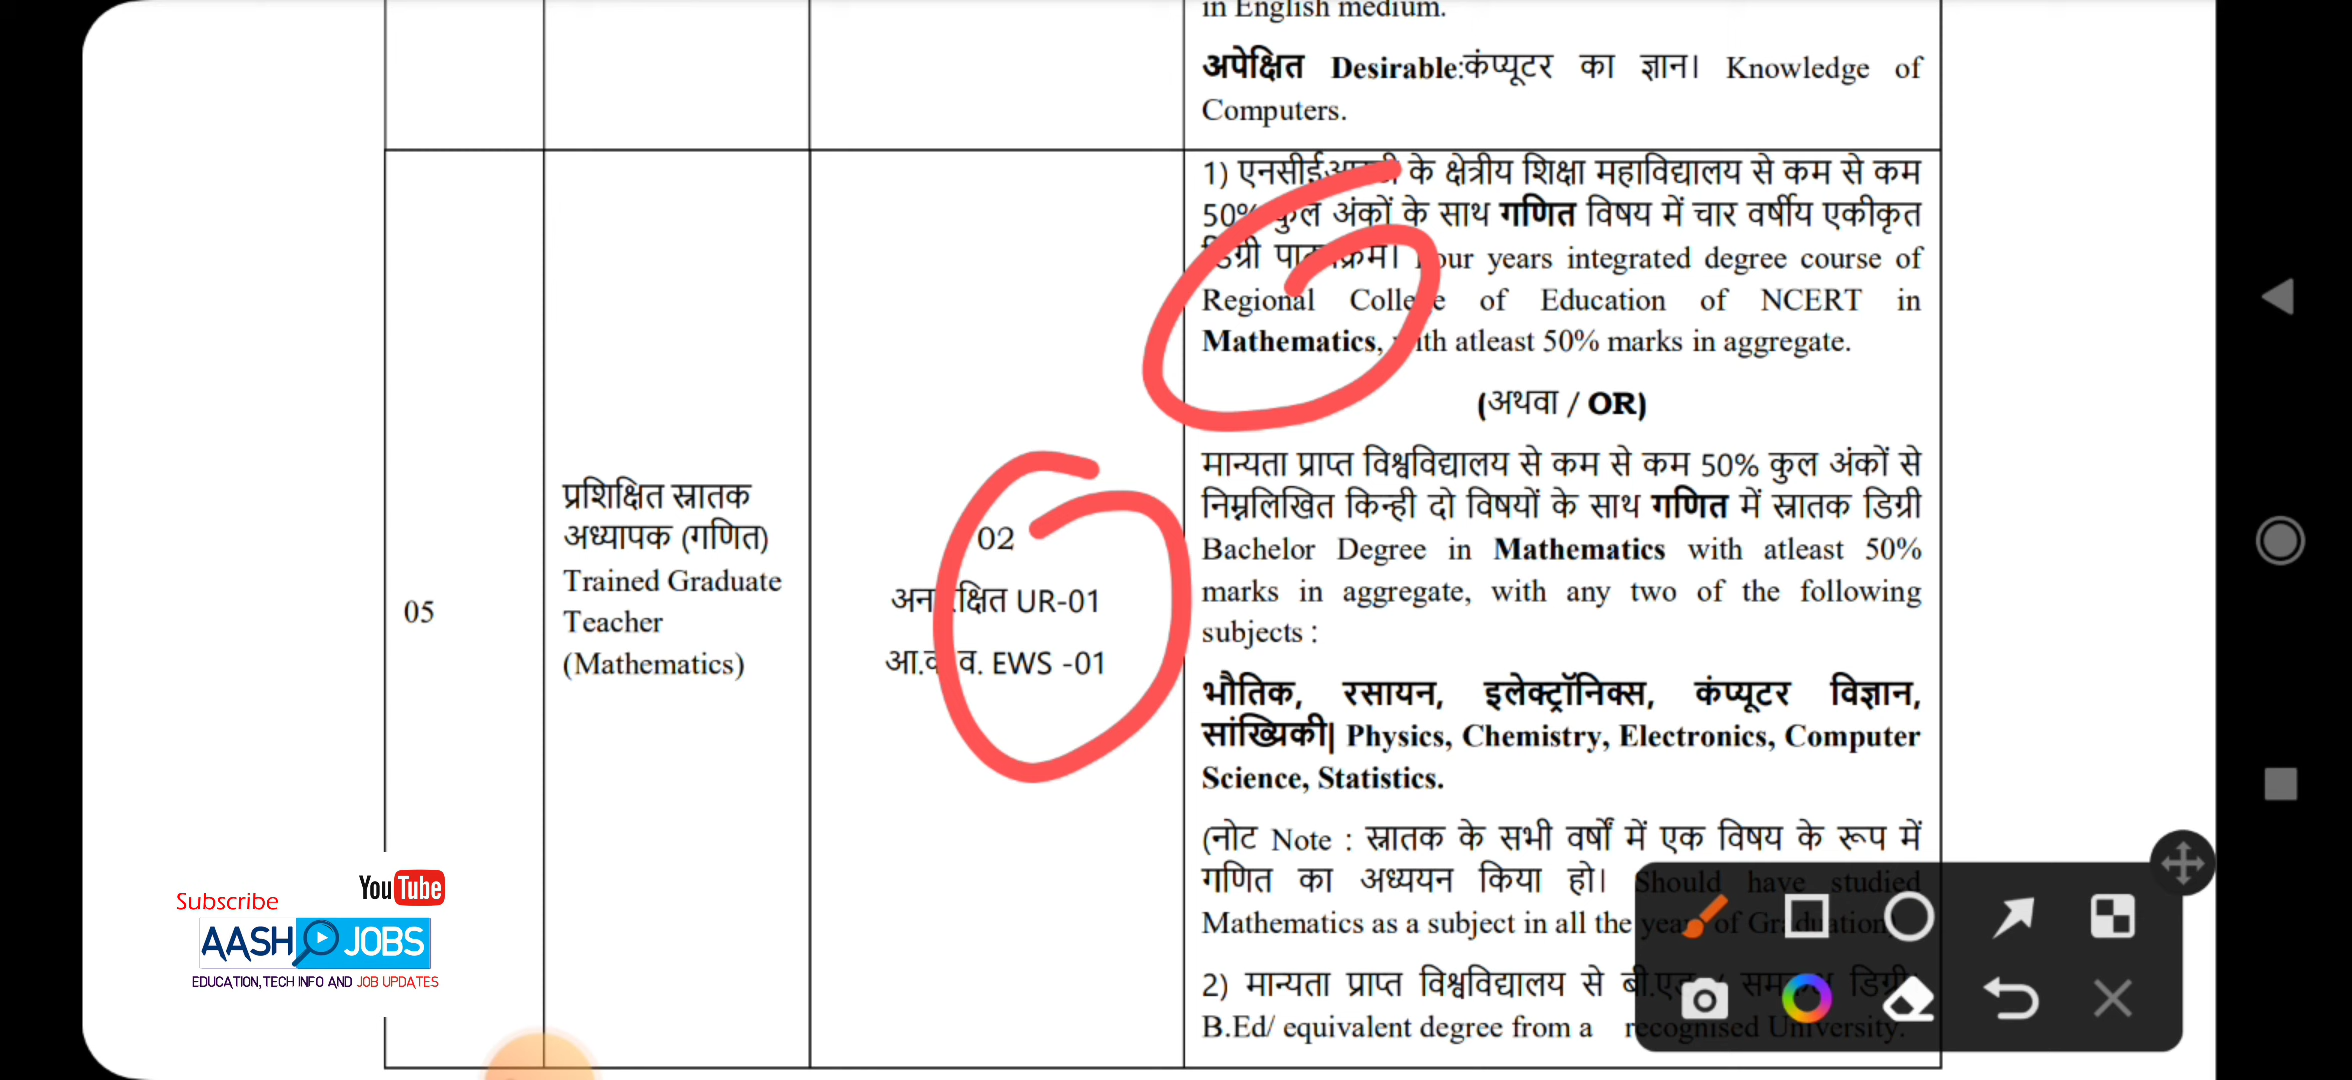 in English medium.
अपेक्षित Desirable:कंप्यूटर का ज्ञान। Knowledge of
Computers.
05
प्रशिक्षित स्नातक
अध्यापक (गणित)
Trained Graduate
Teacher
(Mathematics)
02
UR-01
EWS -01
1) के क्षेत्रीय शिक्षा महाविद्यालय से कम से कम
50% कुल अंकों के साथ गणित विषय में चार वर्षीय एकीकृत
डिग्री years integrated degree course of
Regional College of Education of NCERT in
Mathematics, with atleast 50% marks in aggregate.
(अथवा / OR)
मान्यता प्राप्त विश्वविद्यालय से कम से कम 50% कुल अंकों से
निम्नलिखित किन्ही दो विषयों के साथ गणित में स्नातक डिग्री
Bachelor Degree in Mathematics with atleast 50%
marks in aggregate, with any two of the following
subjects :
भौतिक, रसायन, इलेक्ट्रॉनिक्स, कंप्यूटर विज्ञान,
सांख्यिकी| Physics, Chemistry, Electronics, Computer
Science, Statistics.
(नोट Note : स्नातक के सभी वर्षों में एक विषय के रूप में
गणित का अध्ययन किया हो। Should have studied
Mathematics as a subject in all the year of Graduation
2) मान्यता प्राप्त विश्वविद्यालय से डिग्री
B.Ed/ equivalent degree from a recognised University.
Subscribe YouTube
AASH JOBS
EDUCATION,TECH INFO AND JOB UPDATES